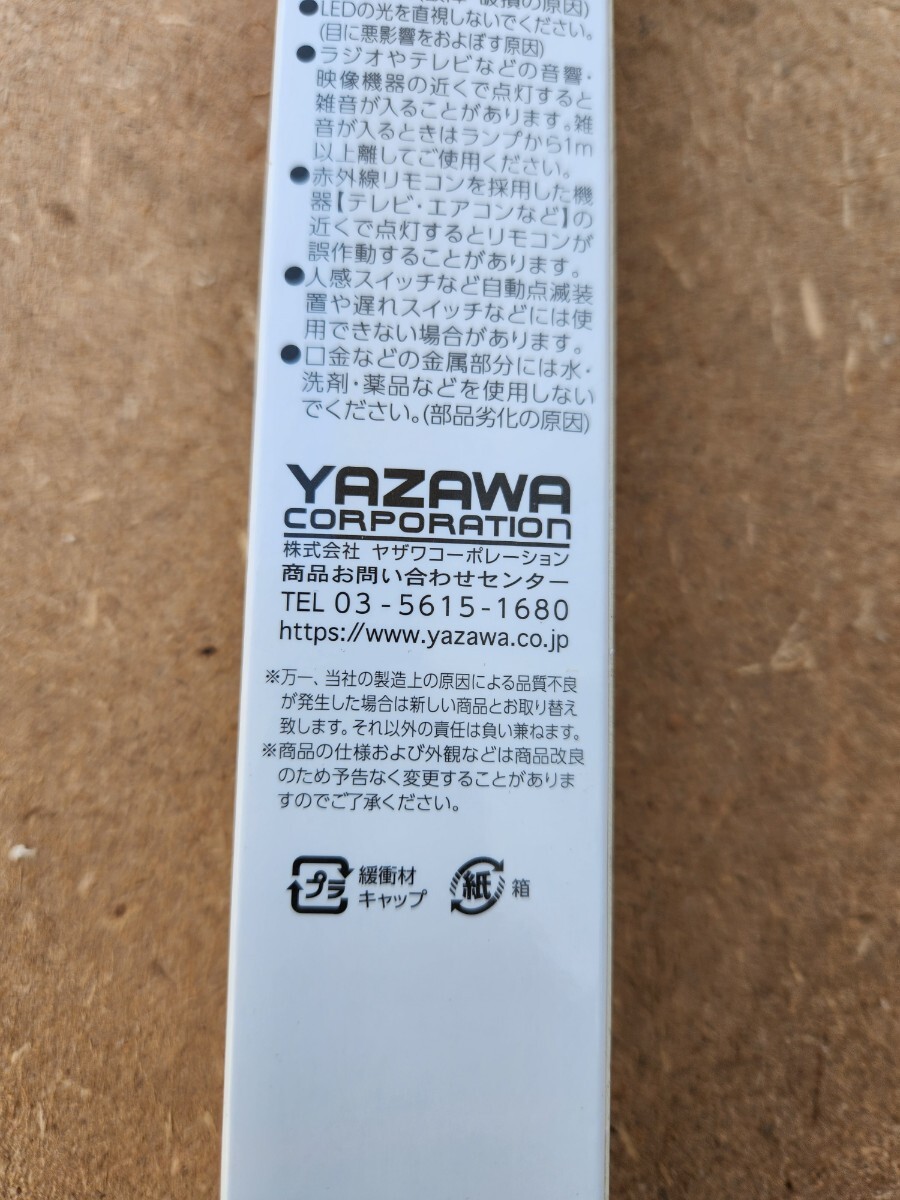 破損の原因)
●LEDの光を直視しないでください。
(目に悪影響をおよぼす原因)
●ラジオやテレビなどの音響・
映像機器の近くで点灯すると
雑音が入ることがあります。雑
音が入るときはランプから1m
以上離してご使用ください。
●赤外線リモコンを採用した機
器【テレビ・エアコンなど】の
近くで点灯するとリモコンが
誤作動することがあります。
●人感スイッチなど自動点滅装
置や遅れスイッチなどには使
用できない場合があります。
●口金などの金属部分には水・
洗剤・薬品などを使用しない
でください。(部品劣化の原因)
YAZAWA
CORPORATION
株式会社 ヤザワコーポレーション
商品お問い合わせセンター
TEL 03-5615-1680
https://www.yazawa.co.jp
※万一、当社の製造上の原因による品質不良
が発生した場合は新しい商品とお取り替え
致します。それ以外の責任は負い兼ねます。
※商品の仕様および外観などは商品改良
のため予告なく変更することがありま
すのでご了承ください。
プラ 緩衝材
キャップ
紙 箱